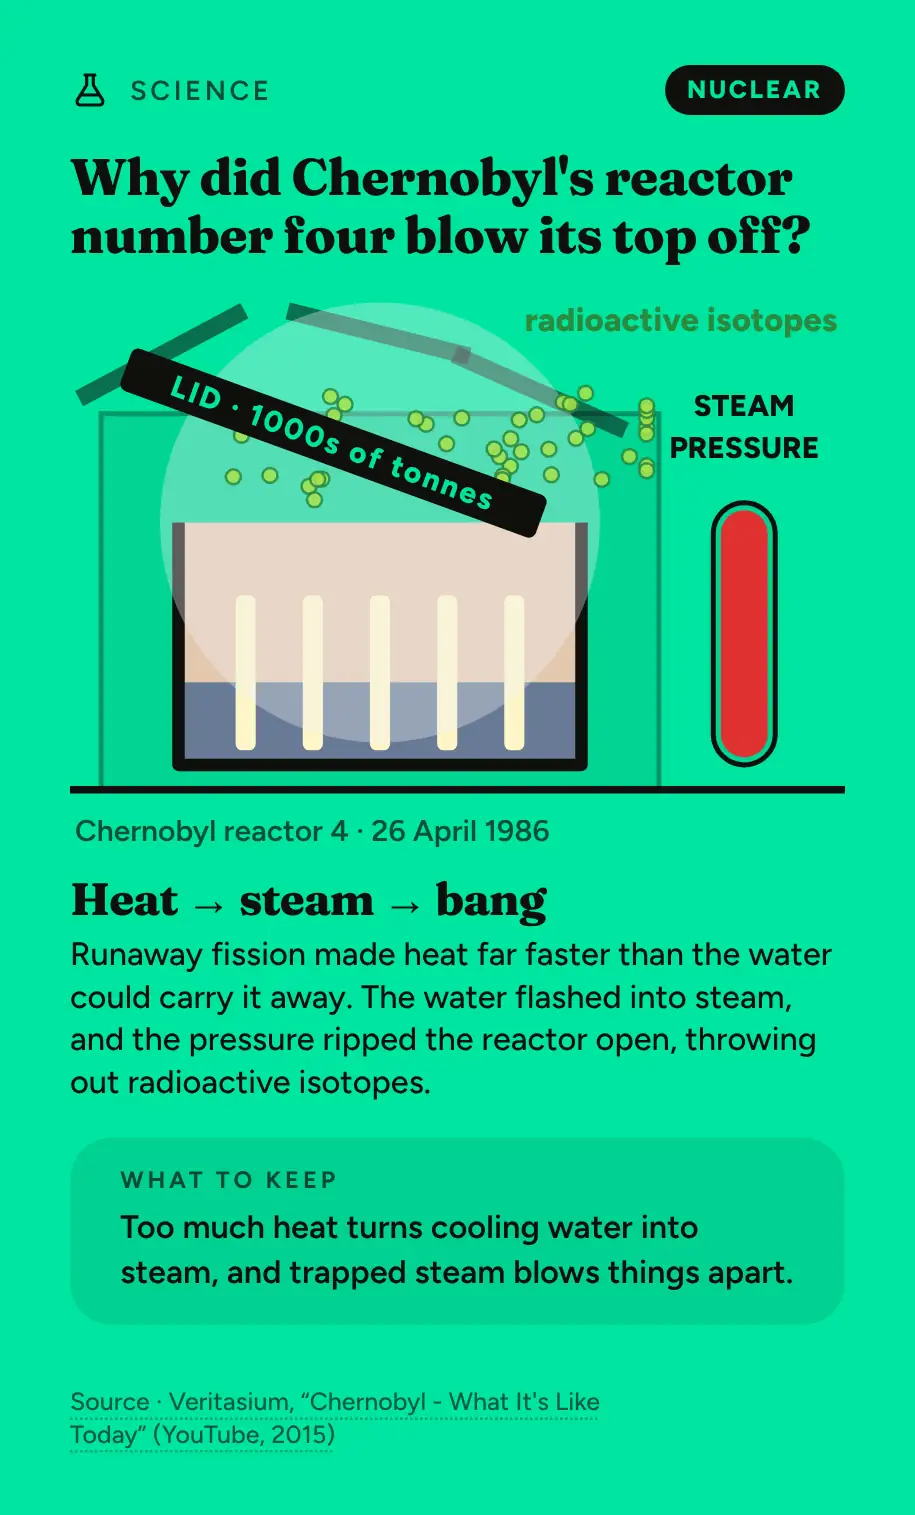 SCIENCE
NUCLEAR
Why did Chernobyl's reactor
number four blow its top off?
radioactive isotopes
LID · 1000s of tonnes
STEAM
PRESSURE
Chernobyl reactor 4 · 26 April 1986
Heat → steam → bang
Runaway fission made heat far faster than the water
could carry it away. The water flashed into steam,
and the pressure ripped the reactor open, throwing
out radioactive isotopes.
WHAT TO KEEP
Too much heat turns cooling water into
steam, and trapped steam blows things apart.
Source · Veritasium, “Chernobyl - What It's Like
Today” (YouTube, 2015)